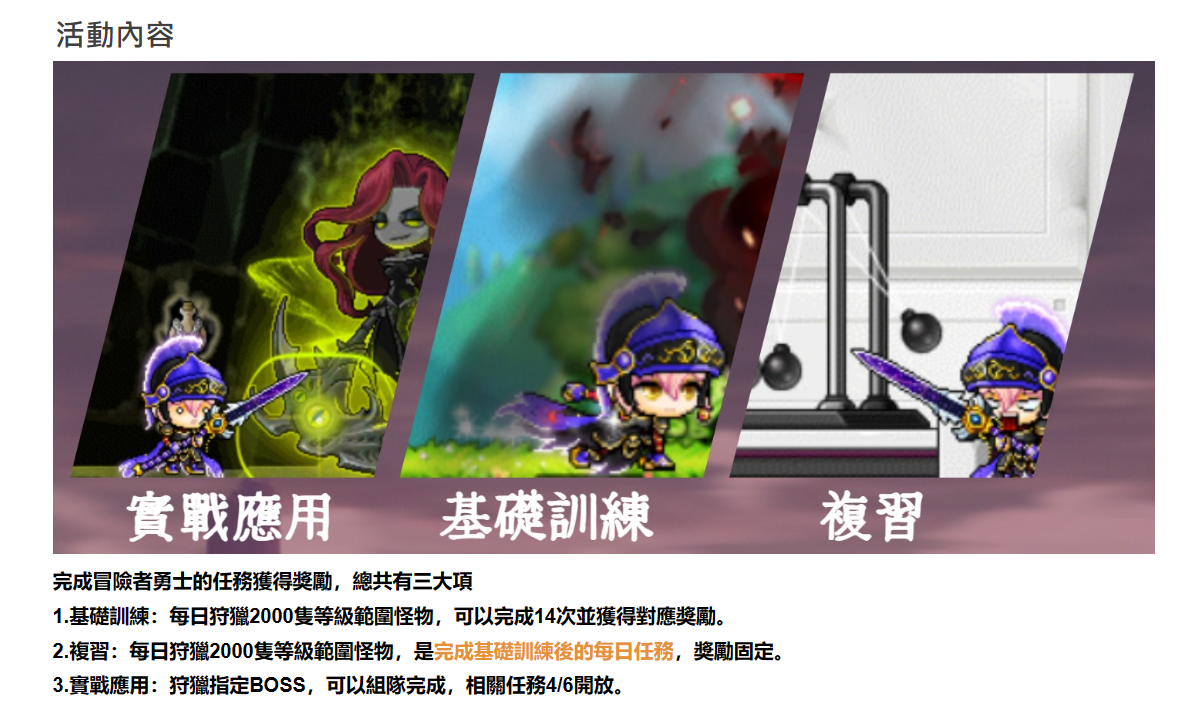 活動內容
實戰應用
基礎訓練
複習
完成冒險者勇士的任務獲得獎勵，總共有三大項
1.基礎訓練：每日狩獵2000隻等級範圍怪物，可以完成14次並獲得對應獎勵。
2.複習：每日狩獵2000隻等級範圍怪物，是完成基礎訓練後的每日任務，獎勵固定。
3.實戰應用：狩獵指定BOSS，可以組隊完成，相關任務4/6開放。